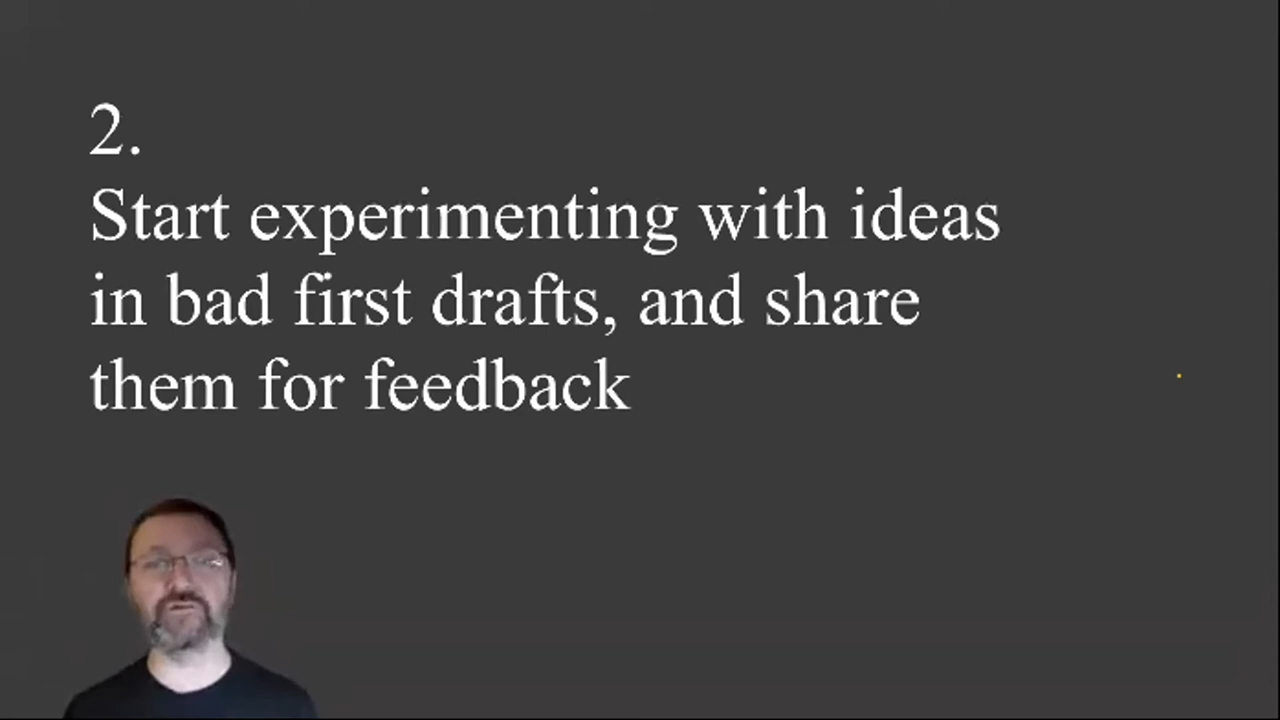 2.
Start experimenting with ideas
in bad first drafts, and share
them for feedback